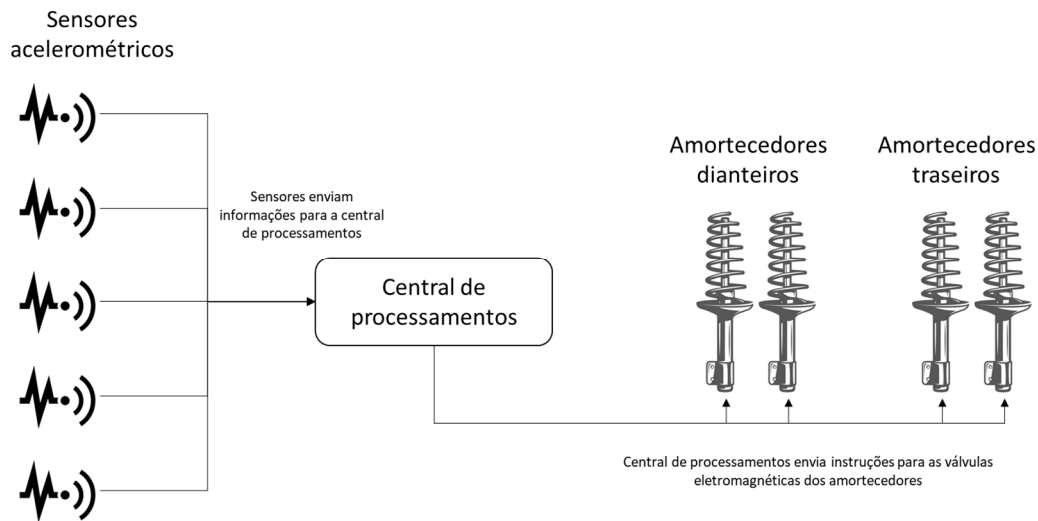 Sensores
acelerométricos
Sensores enviam
informações para a central
de processamentos
Central de
processamentos
Amortecedores
dianteiros
Amortecedores
traseiros
Central de processamentos envia instruções para as válvulas
eletromagnéticas dos amortecedores